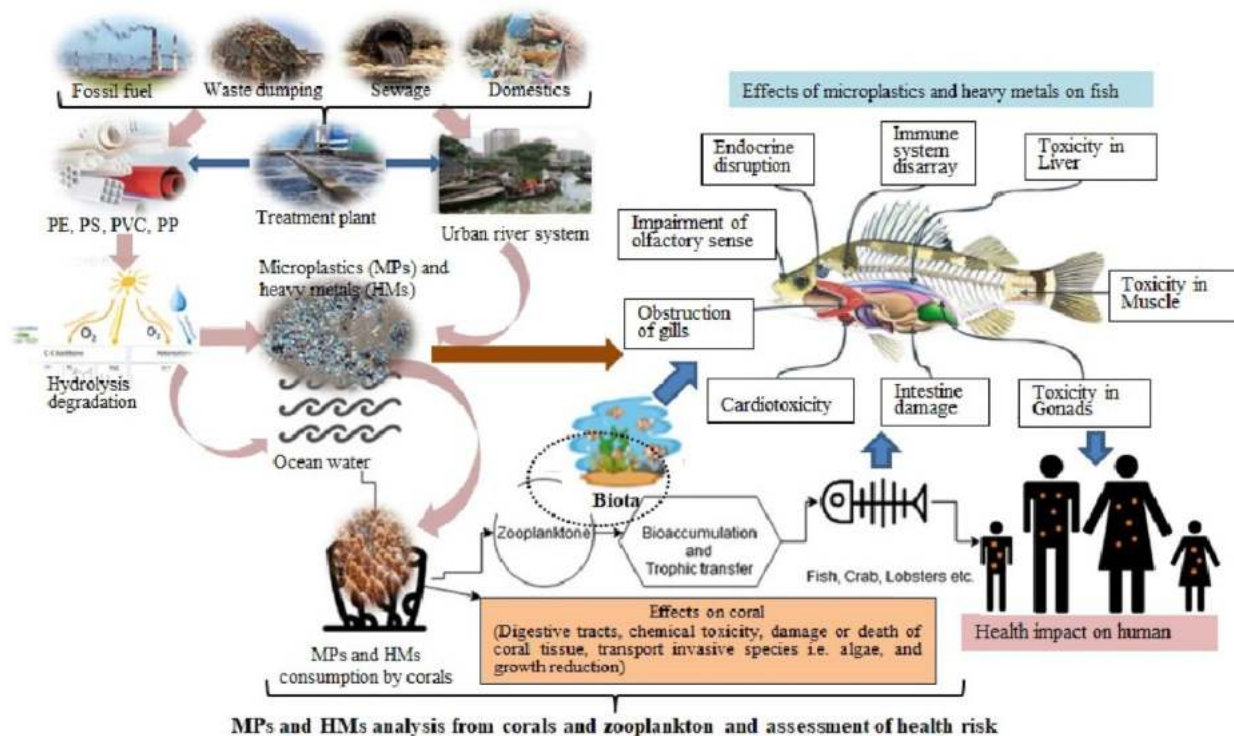 Fossil fuel
Waste dumping
Sewage
Domestics
PE, PS, PVC, PP
Treatment plant
Urban river system
Microplastics (MPs) and
heavy metals (HMs)
O2
O2
Hydrolysis
degradation
Ocean water
MPs and HMs
consumption by corals
Effects of microplastics and heavy metals on fish
Endocrine
disruption
Immune
system
disarray
Toxicity in
Liver
Impairment of
olfactory sense
Obstruction
of gills
Toxicity in
Muscle
Cardiotoxicity
Intestine
damage
Toxicity in
Gonads
Biota
Zooplanktone
Bioaccumulation
and
Trophic transfer
Fish, Crab, Lobsters etc.
Effects on coral
(Digestive tracts, chemical toxicity, damage or death of
coral tissue, transport invasive species i.e. algae, and
growth reduction)
Health impact on human
MPs and HMs analysis from corals and zooplankton and assessment of health risk